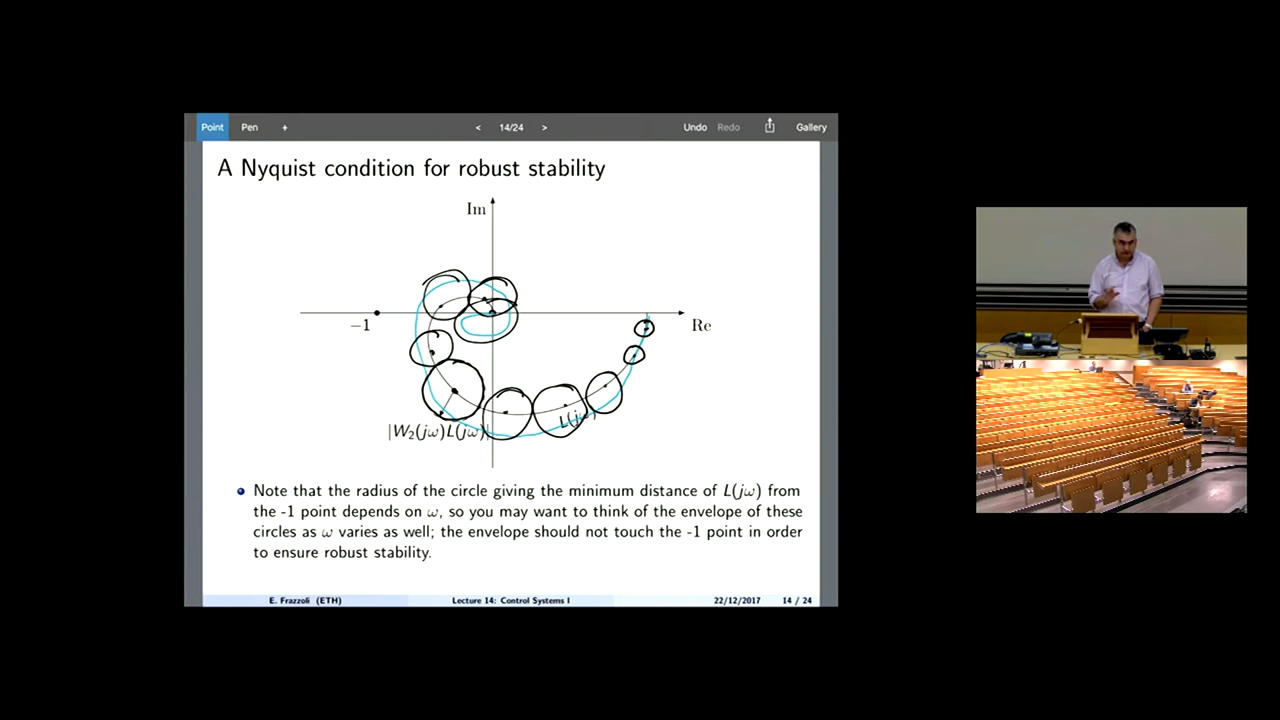 Point Pen + < 14/24 > Undo Redo Gallery
A Nyquist condition for robust stability
Im
−1
Re
L(jω)
|W₂(jω)L(jω)|
Note that the radius of the circle giving the minimum distance of L(jω) from
the -1 point depends on ω, so you may want to think of the envelope of these
circles as ω varies as well; the envelope should not touch the -1 point in order
to ensure robust stability.
E. Frazzoli (ETH) Lecture 14: Control Systems I 22/12/2017 14 / 24